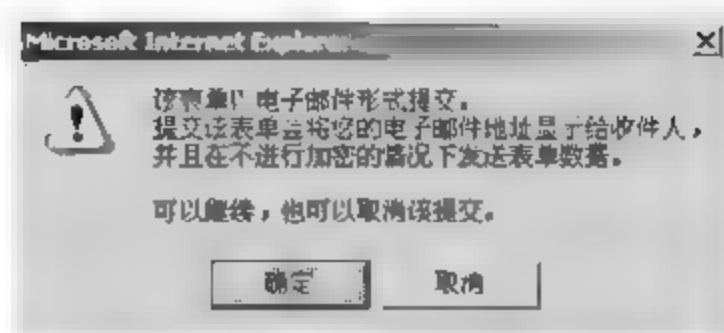 Microsoft Internet Explorer
该表单以电子邮件形式提交。
提交该表单会将您的电子邮件地址显示给收件人，
并且在不进行加密的情况下发送表单数据。
可以继续，也可以取消该提交。
确定
取消